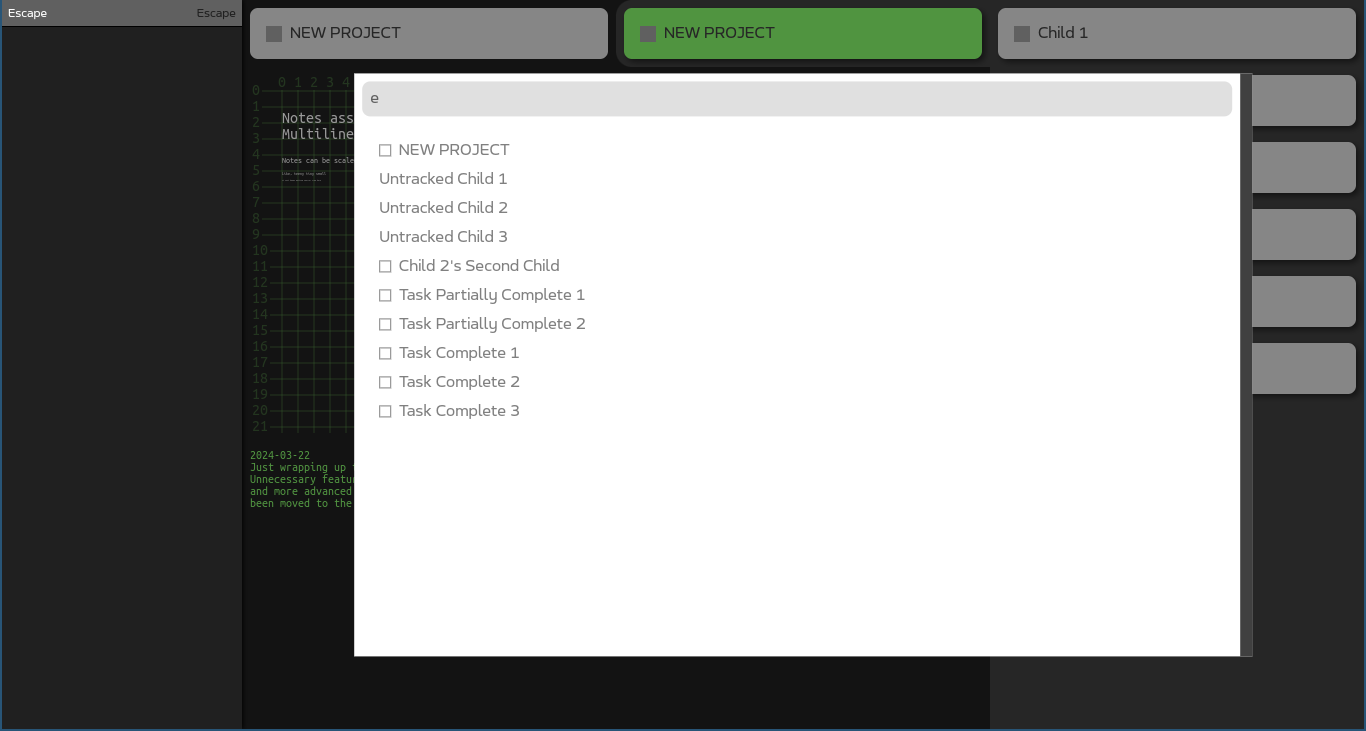 Escape Escape
NEW PROJECT
NEW PROJECT
Child 1
0 1 2 3 4
0
1
2
3
4
5
6
7
8
9
10
11
12
13
14
15
16
17
18
19
20
21
Notes ass
Multiline
Notes can be scale
2024-03-22
Just wrapping up
Unnecessary featu
and more advanced
been moved to the
e
NEW PROJECT
Untracked Child 1
Untracked Child 2
Untracked Child 3
Child 2's Second Child
Task Partially Complete 1
Task Partially Complete 2
Task Complete 1
Task Complete 2
Task Complete 3